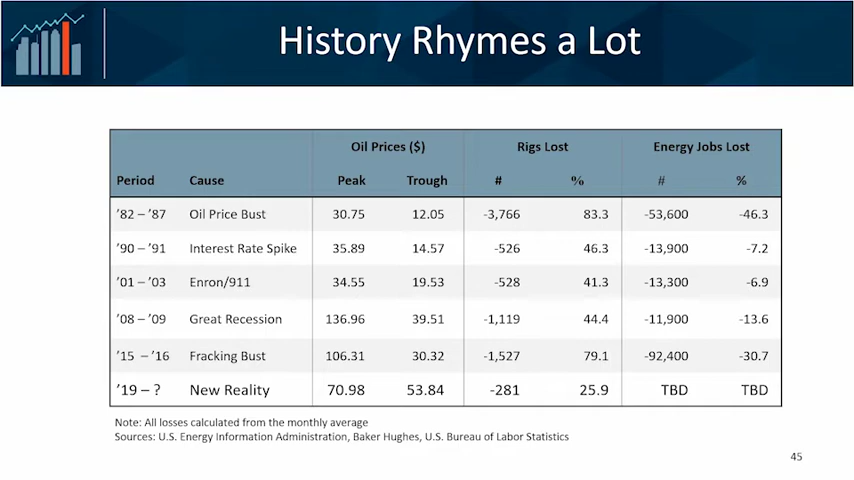 History Rhymes a Lot
Oil Prices ($) Rigs Lost Energy Jobs Lost
Period Cause Peak Trough # % # %
’82 – ’87 Oil Price Bust 30.75 12.05 -3,766 83.3 -53,600 -46.3
’90 – ’91 Interest Rate Spike 35.89 14.57 -526 46.3 -13,900 -7.2
’01 – ’03 Enron/911 34.55 19.53 -528 41.3 -13,300 -6.9
’08 – ’09 Great Recession 136.96 39.51 -1,119 44.4 -11,900 -13.6
’15 – ’16 Fracking Bust 106.31 30.32 -1,527 79.1 -92,400 -30.7
’19 – ? New Reality 70.98 53.84 -281 25.9 TBD TBD
Note: All losses calculated from the monthly average
Sources: U.S. Energy Information Administration, Baker Hughes, U.S. Bureau of Labor Statistics
45